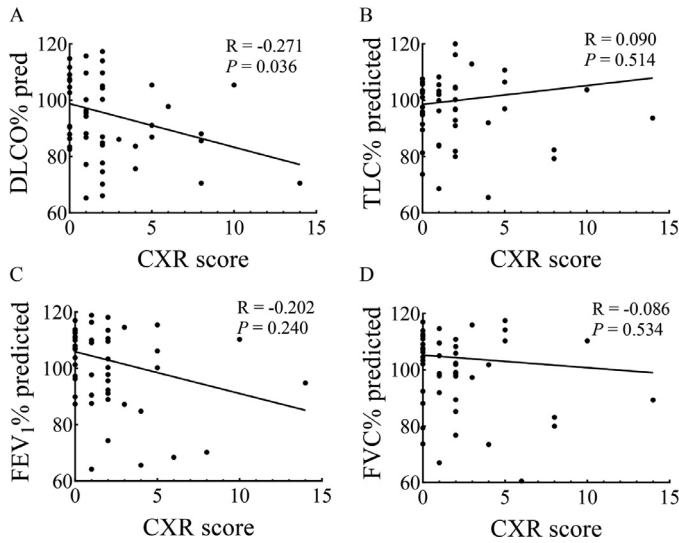 A
DLCO% pred
120
100
80
60
R = -0.271
P = 0.036
0 5 10 15
CXR score
B
TLC% predicted
120
100
80
60
R = 0.090
P = 0.514
0 5 10 15
CXR score
C
FEV1% predicted
120
100
80
60
R = -0.202
P = 0.240
0 5 10 15
CXR score
D
FVC% predicted
120
100
80
60
R = -0.086
P = 0.534
0 5 10 15
CXR score